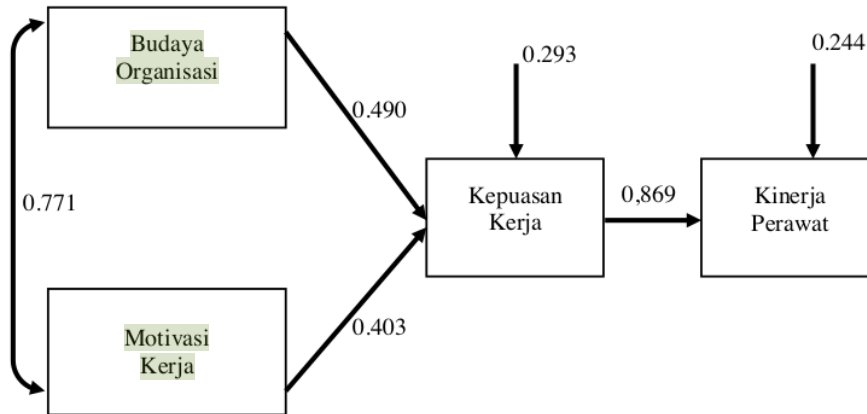 Budaya
Organisasi
0.293
0.244
0.490
0.771
Kepuasan
Kerja
0,869
Kinerja
Perawat
0.403
Motivasi
Kerja